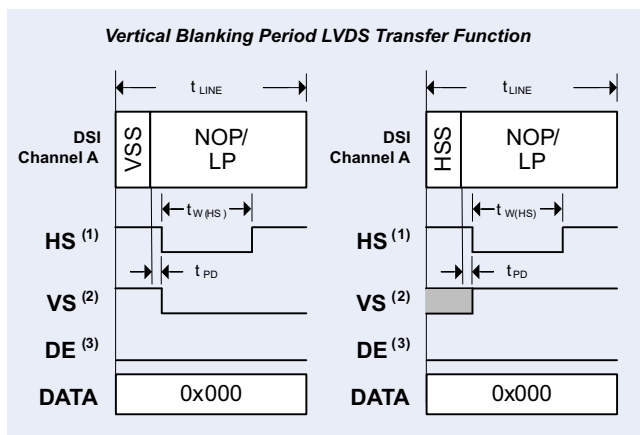 Vertical Blanking Period LVDS Transfer Function
t LINE
DSI
Channel A
VSS
NOP/
LP
t W(HS)
HS (1)
t PD
VS (2)
DE (3)
DATA
0x000
t LINE
DSI
Channel A
HSS
NOP/
LP
t W(HS)
HS (1)
t PD
VS (2)
DE (3)
DATA
0x000